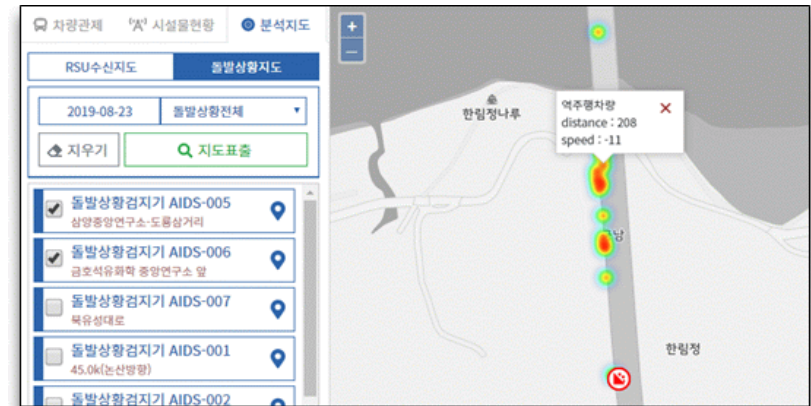 차량관제
시설물현황
분석지도
RSU수신지도
돌발상황지도
2019-08-23
돌발상황전체
지우기
지도표출
돌발상황검지기 AIDS-005
삼양중앙연구소-도룡삼거리
돌발상황검지기 AIDS-006
금호석유화학 중앙연구소 앞
돌발상황검지기 AIDS-007
북유성대로
돌발상황검지기 AIDS-001
45.0k(논산방향)
돌발상황검지기 AIDS-002
+
–
한림정나루
역주행차량
distance : 208
speed : -11
남
한림정